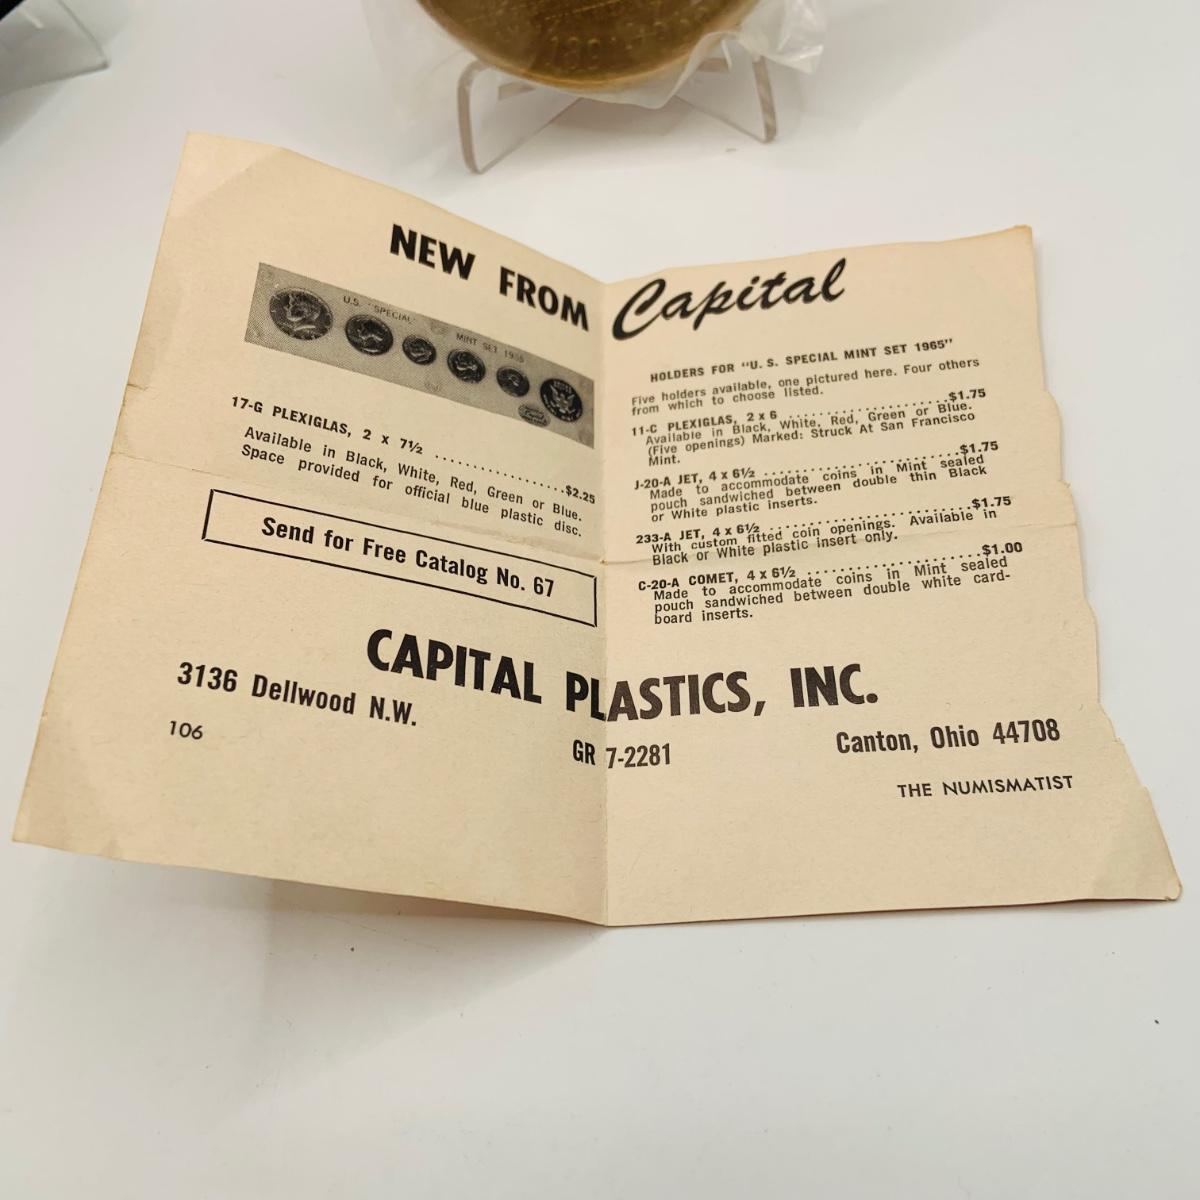 NEW FROM Capital
U.S. "SPECIAL" MINT SET 1965
17-G PLEXIGLAS, 2 x 7½ ....................$2.25
Available in Black, White, Red, Green or Blue.
Space provided for official blue plastic disc.
Send for Free Catalog No. 67
HOLDERS FOR "U. S. SPECIAL MINT SET 1965"
Five holders available, one pictured here. Four others
from which to choose listed.
11-C PLEXIGLAS, 2 x 6 ....................$1.75
Available in Black, White, Red, Green or Blue.
(Five openings) Marked: Struck At San Francisco
Mint.
J-20-A JET, 4 x 6½ ....................$1.75
Made to accommodate coins in Mint sealed
pouch sandwiched between double thin Black
or White plastic inserts.
233-A JET, 4 x 6½ ....................$1.75
With custom fitted coin openings. Available in
Black or White plastic insert only.
C-20-A COMET, 4 x 6½ ....................$1.00
Made to accommodate coins in Mint sealed
pouch sandwiched between double white card-
board inserts.
CAPITAL PLASTICS, INC.
3136 Dellwood N.W.
GR 7-2281
Canton, Ohio 44708
106
THE NUMISMATIST